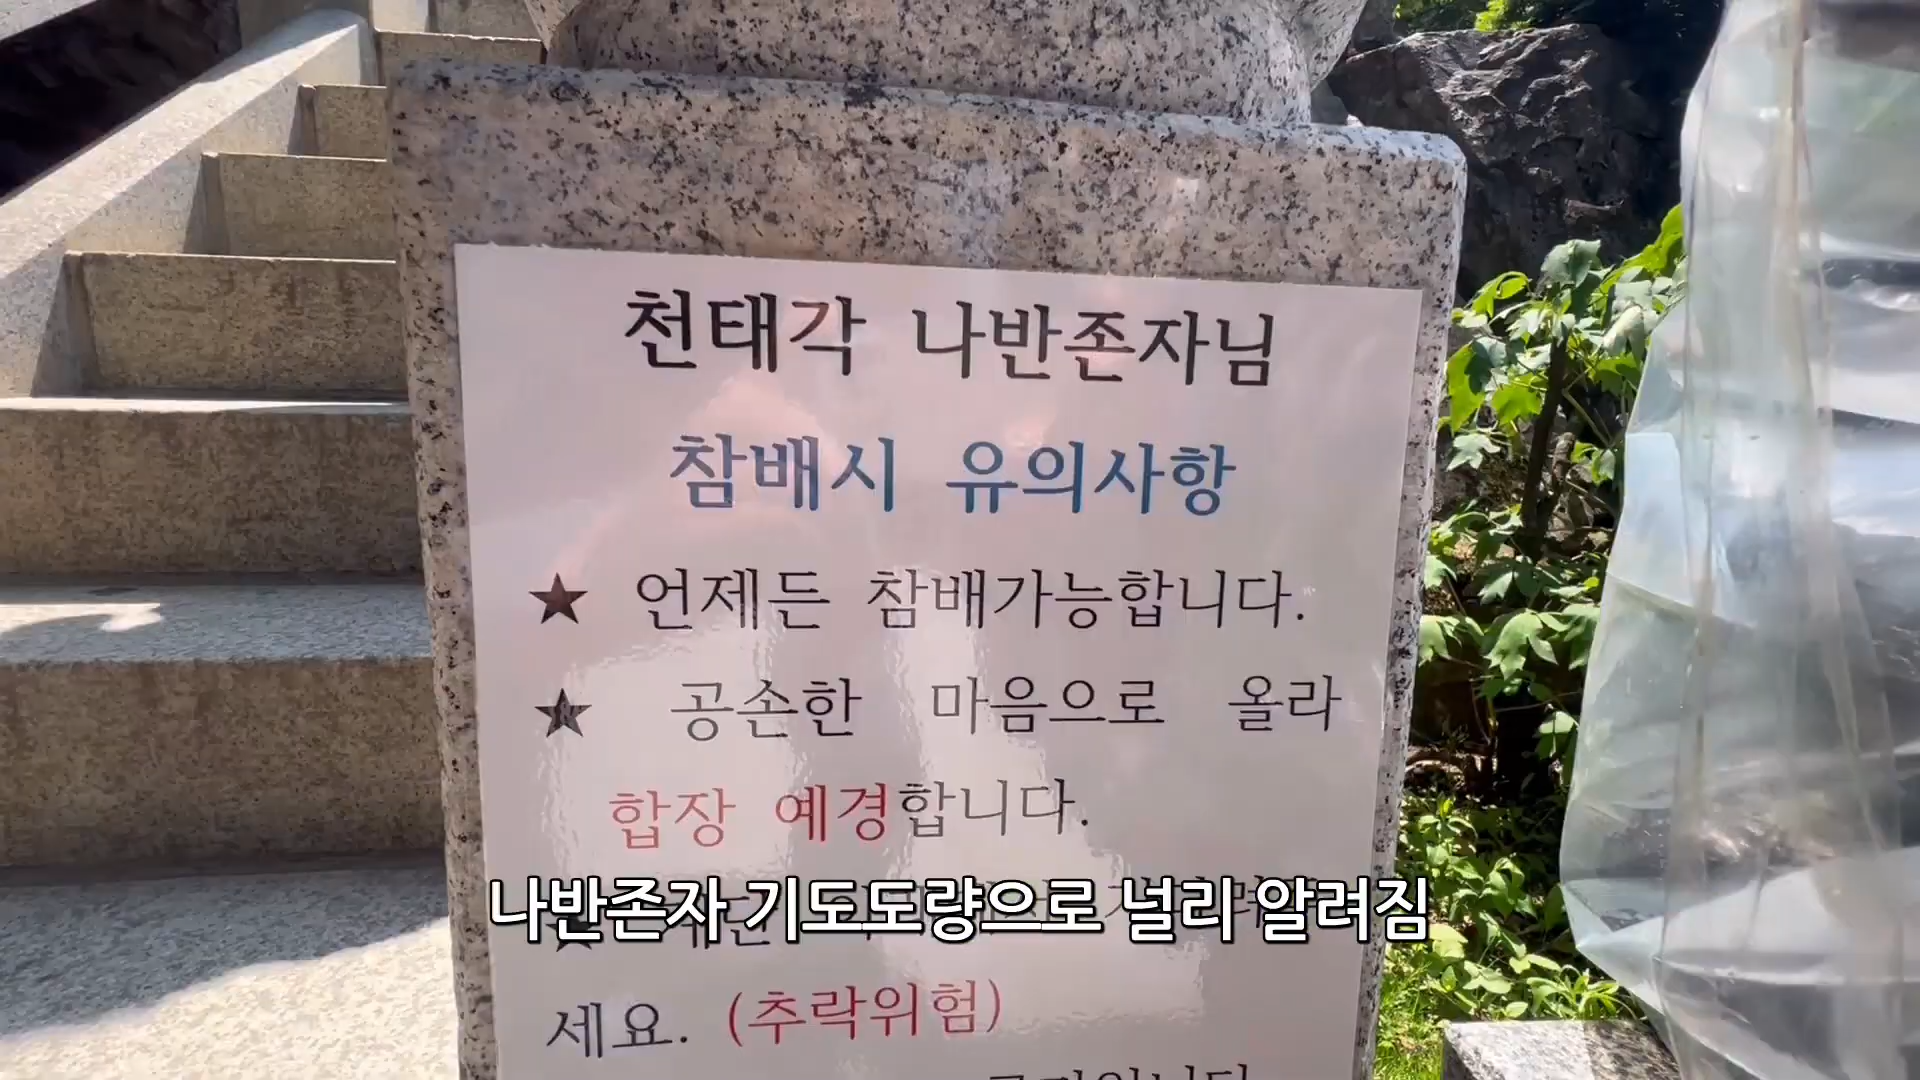 천태각 나반존자님
참배시 유의사항
★ 언제든 참배가능합니다.
★ 공손한 마음으로 올라
합장 예경합니다.
나반존자 기도도량으로 널리 알려짐
세요. (추락위험)